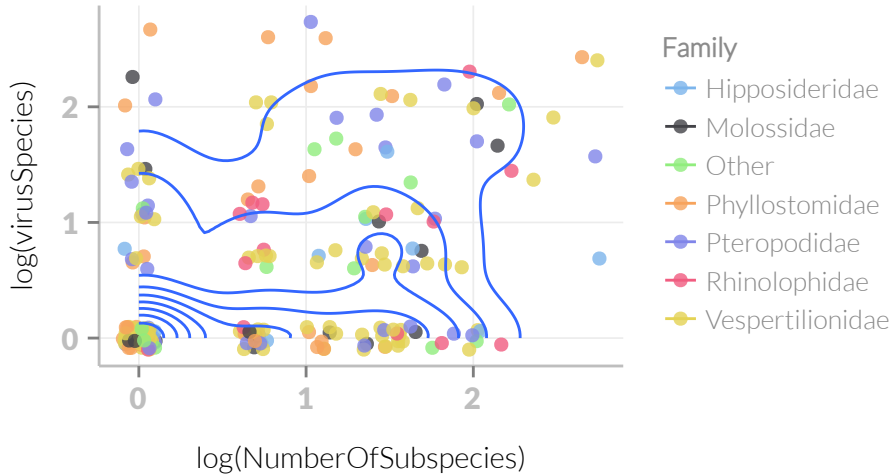 log(virusSpecies)
2
1
0
0 1 2
log(NumberOfSubspecies)
Family
Hipposideridae
Molossidae
Other
Phyllostomidae
Pteropodidae
Rhinolophidae
Vespertilionidae